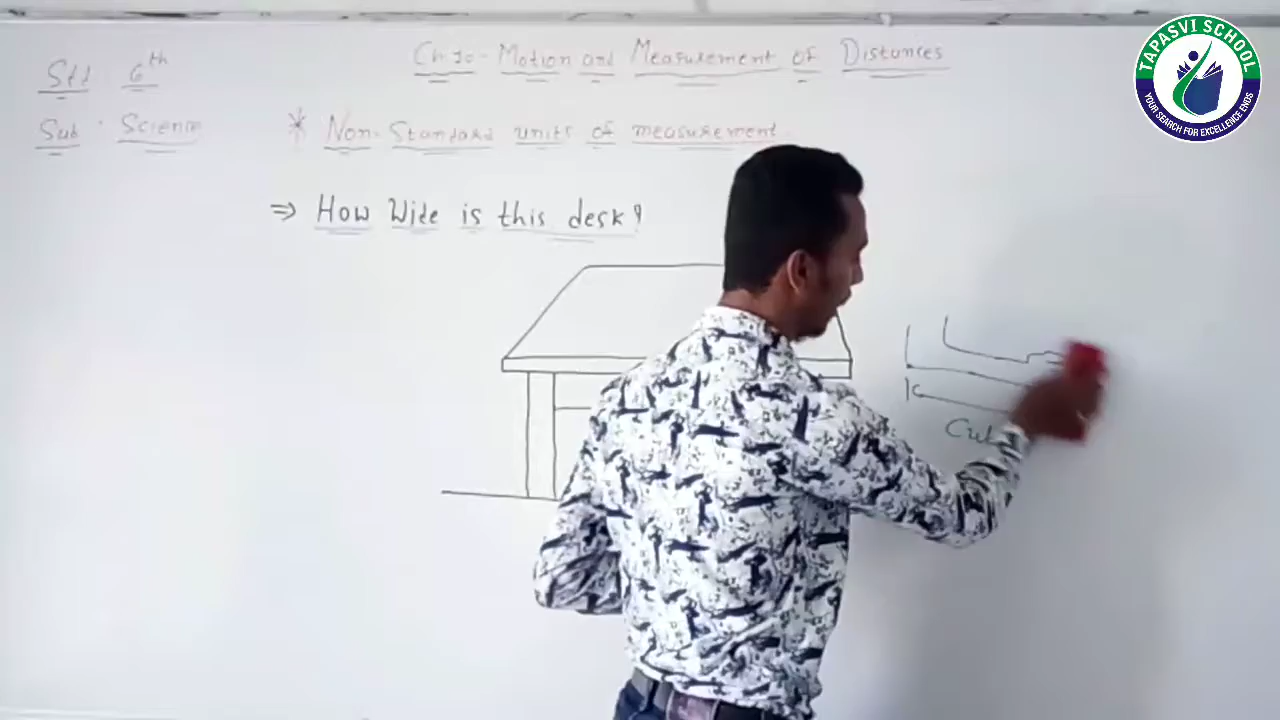 Std : 6th
Ch-10- Motion and Measurement of Distances
Sub : Science
* Non-Standard units of measurement.
⇒ How Wide is this desk?
TAPASVI SCHOOL
YOUR SEARCH FOR EXCELLENCE ENDS